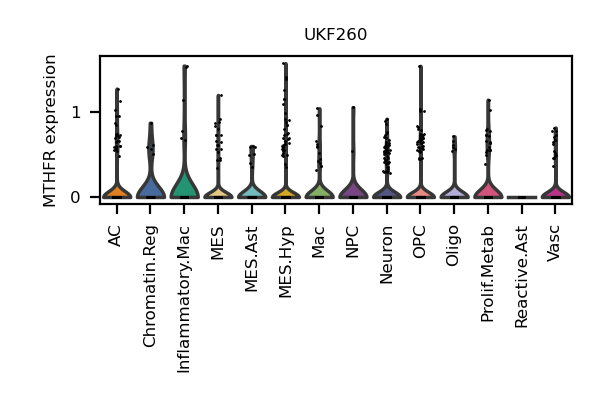 UKF260
MTHFR expression
1
0
AC
Chromatin.Reg
Inflammatory.Mac
MES
MES.Ast
MES.Hyp
Mac
NPC
Neuron
OPC
Oligo
Prolif.Metab
Reactive.Ast
Vasc